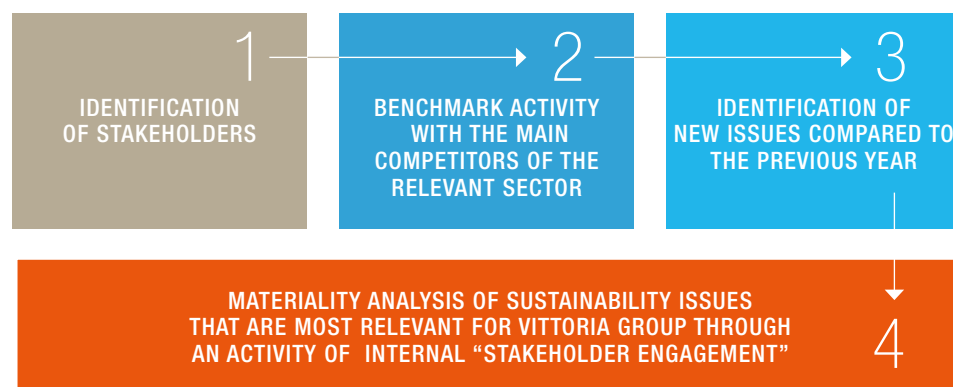 1
IDENTIFICATION
OF STAKEHOLDERS
2
BENCHMARK ACTIVITY
WITH THE MAIN
COMPETITORS OF THE
RELEVANT SECTOR
3
IDENTIFICATION OF
NEW ISSUES COMPARED TO
THE PREVIOUS YEAR
MATERIALITY ANALYSIS OF SUSTAINABILITY ISSUES
THAT ARE MOST RELEVANT FOR VITTORIA GROUP THROUGH
AN ACTIVITY OF INTERNAL “STAKEHOLDER ENGAGEMENT”
4